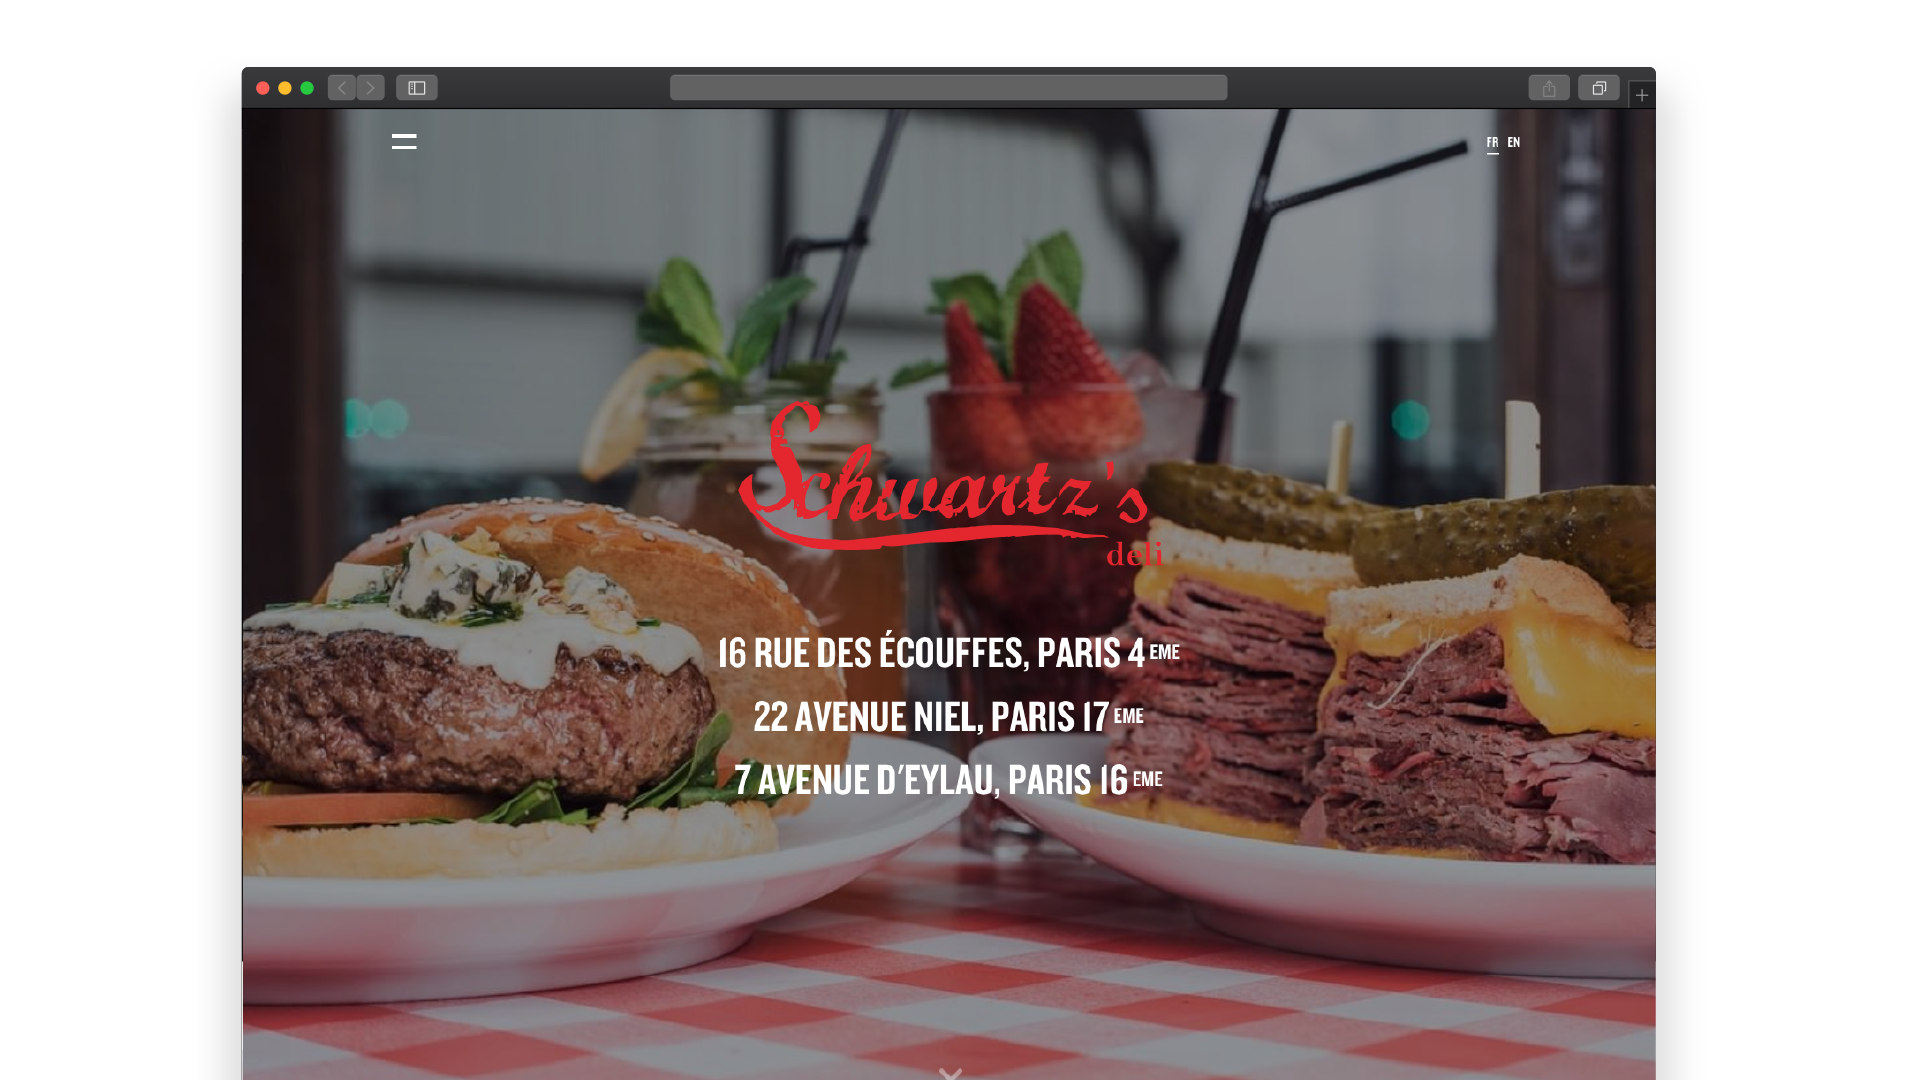 FR EN
Schwartz's
deli
16 RUE DES ÉCOUFFES, PARIS 4 EME
22 AVENUE NIEL, PARIS 17 EME
7 AVENUE D'EYLAU, PARIS 16 EME